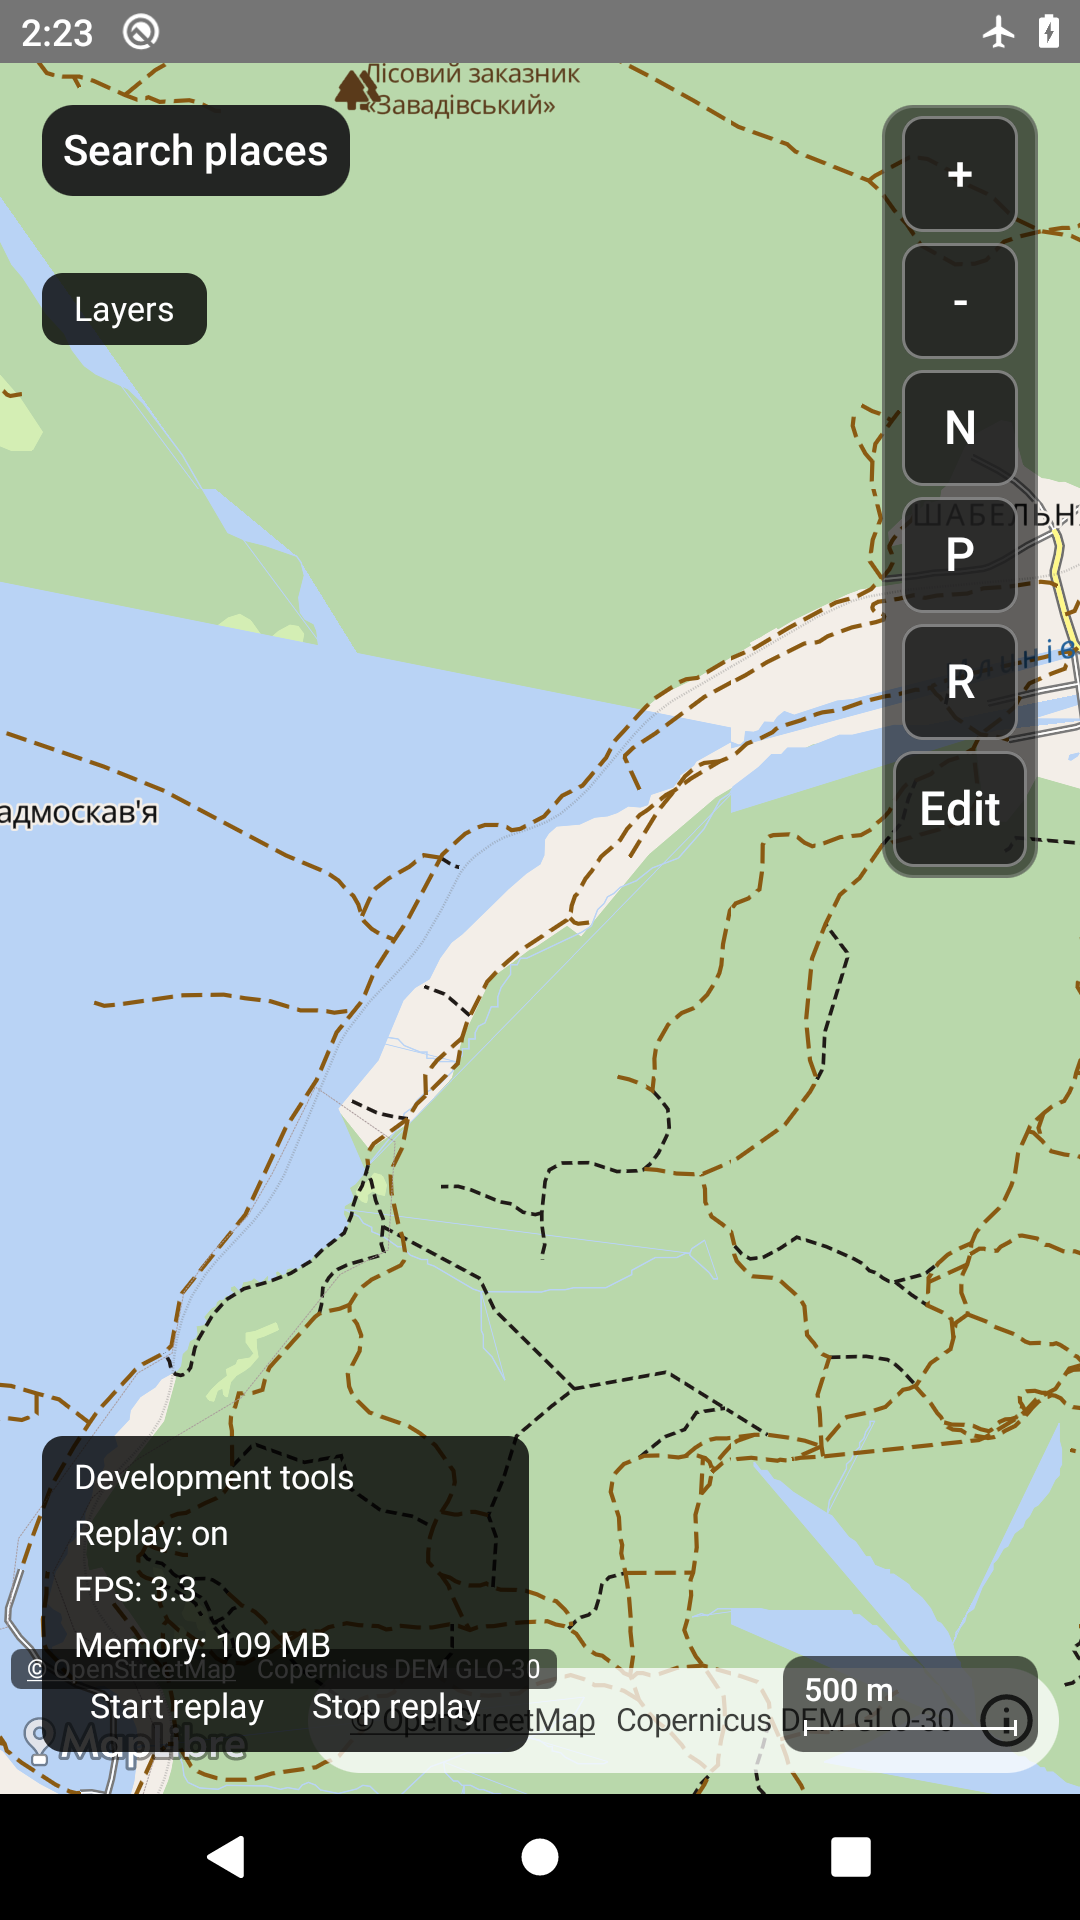 2:23
Лісовий заказник
«Завадівський»
Search places
+
Layers
-
N
ШАБЕЛЬН
P
R
адмоскав'я
Edit
Development tools
Replay: on
FPS: 3.3
Memory: 109 MB
© OpenStreetMap Copernicus DEM GLO-30
Start replay Stop replay
500 m
© OpenStreetMap Copernicus DEM GLO-30
MapLibre